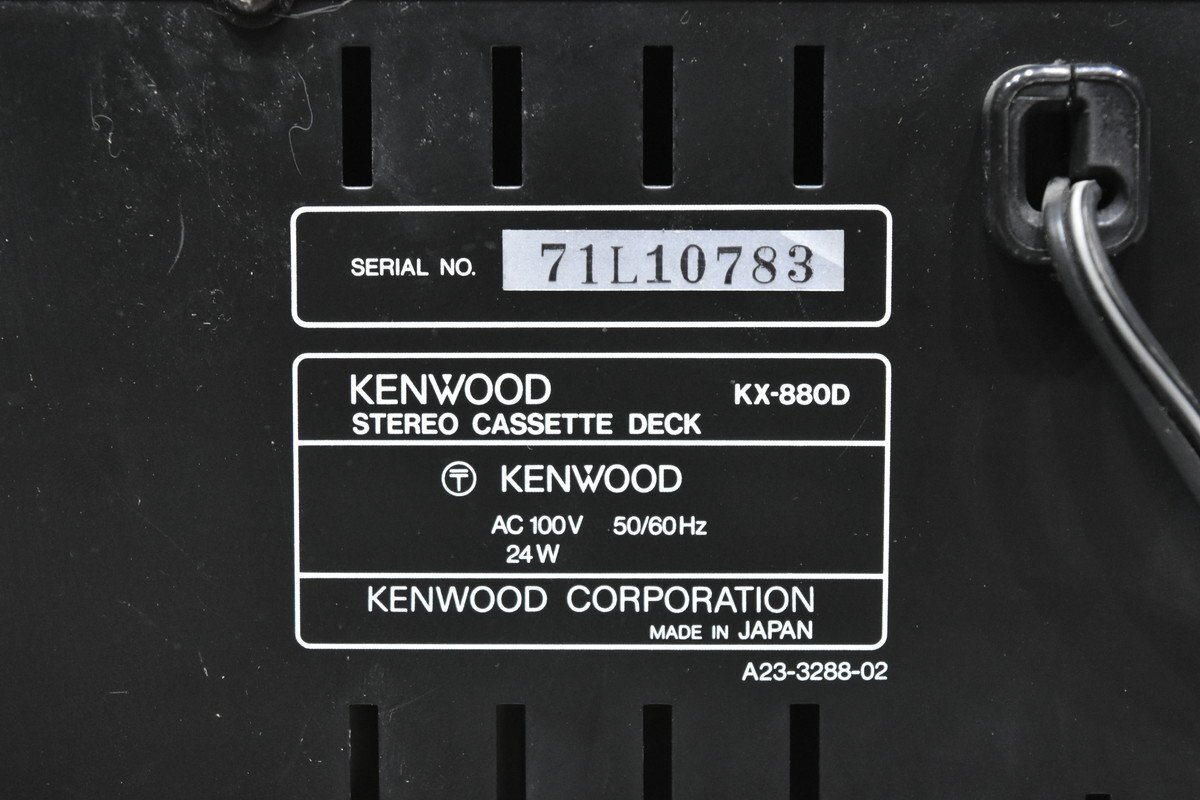 SERIAL NO. 71L10783
KENWOOD KX-880D
STEREO CASSETTE DECK
〒 KENWOOD
AC 100V 50/60Hz
24W
KENWOOD CORPORATION
MADE IN JAPAN
A23-3288-02